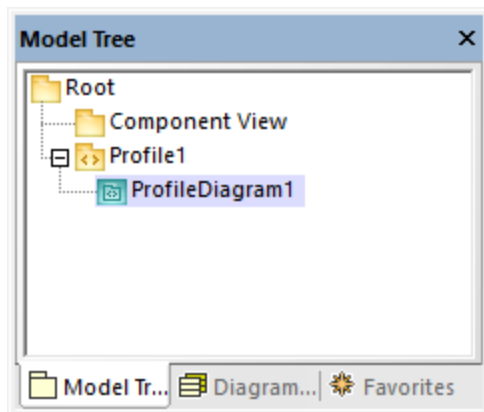 Model Tree
Root
Component View
Profile1
ProfileDiagram1
Model Tr... Diagram... Favorites